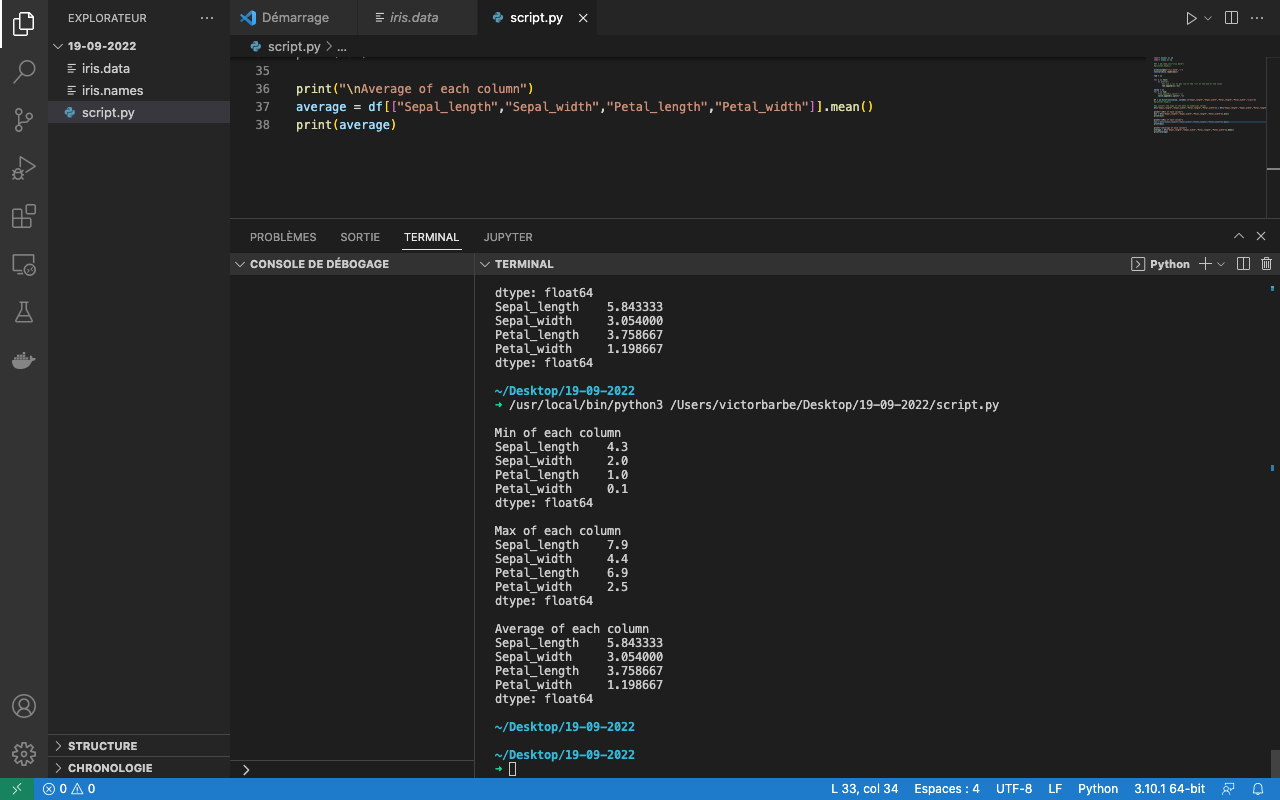 EXPLORATEUR
19-09-2022
iris.data
iris.names
script.py
STRUCTURE
CHRONOLOGIE
Démarrage
iris.data
script.py
script.py > ...
35
36 print("\nAverage of each column")
37 average = df[["Sepal_length","Sepal_width","Petal_length","Petal_width"]].mean()
38 print(average)
PROBLÈMES SORTIE TERMINAL JUPYTER
CONSOLE DE DÉBOGAGE
TERMINAL
Python
dtype: float64
Sepal_length 5.843333
Sepal_width 3.054000
Petal_length 3.758667
Petal_width 1.198667
dtype: float64
~/Desktop/19-09-2022
➜ /usr/local/bin/python3 /Users/victorbarbe/Desktop/19-09-2022/script.py
Min of each column
Sepal_length 4.3
Sepal_width 2.0
Petal_length 1.0
Petal_width 0.1
dtype: float64
Max of each column
Sepal_length 7.9
Sepal_width 4.4
Petal_length 6.9
Petal_width 2.5
dtype: float64
Average of each column
Sepal_length 5.843333
Sepal_width 3.054000
Petal_length 3.758667
Petal_width 1.198667
dtype: float64
~/Desktop/19-09-2022
~/Desktop/19-09-2022
➜
0 0
L 33, col 34 Espaces : 4 UTF-8 LF Python 3.10.1 64-bit